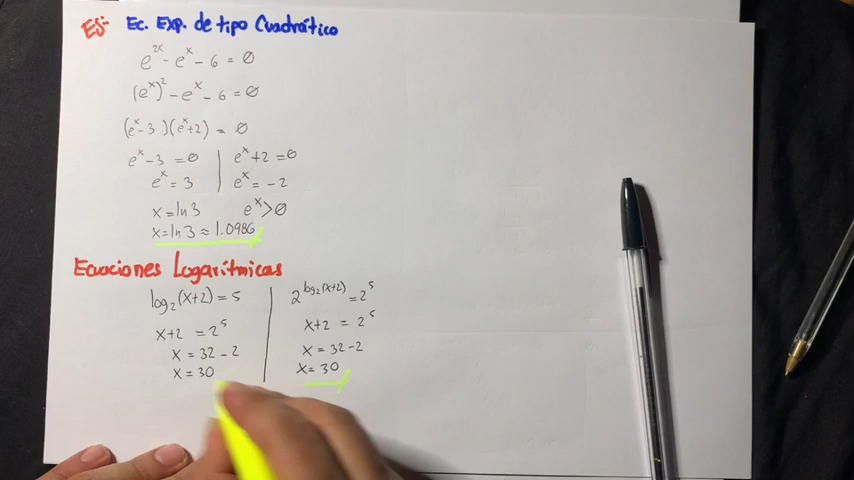 EJ:- Ec. Exp. de tipo Cuadrático
e^2x - e^x - 6 = 0
(e^x)^2 - e^x - 6 = 0
(e^x - 3)(e^x + 2) = 0
e^x - 3 = 0 | e^x + 2 = 0
e^x = 3 | e^x = -2
x = ln 3 e^x > 0
x = ln 3 ≈ 1.0986
Ecuaciones Logarítmicas
log₂(x+2) = 5
x+2 = 2^5
x = 32 - 2
x = 30
2^log₂(x+2) = 2^5
x+2 = 2^5
x = 32 - 2
x = 30